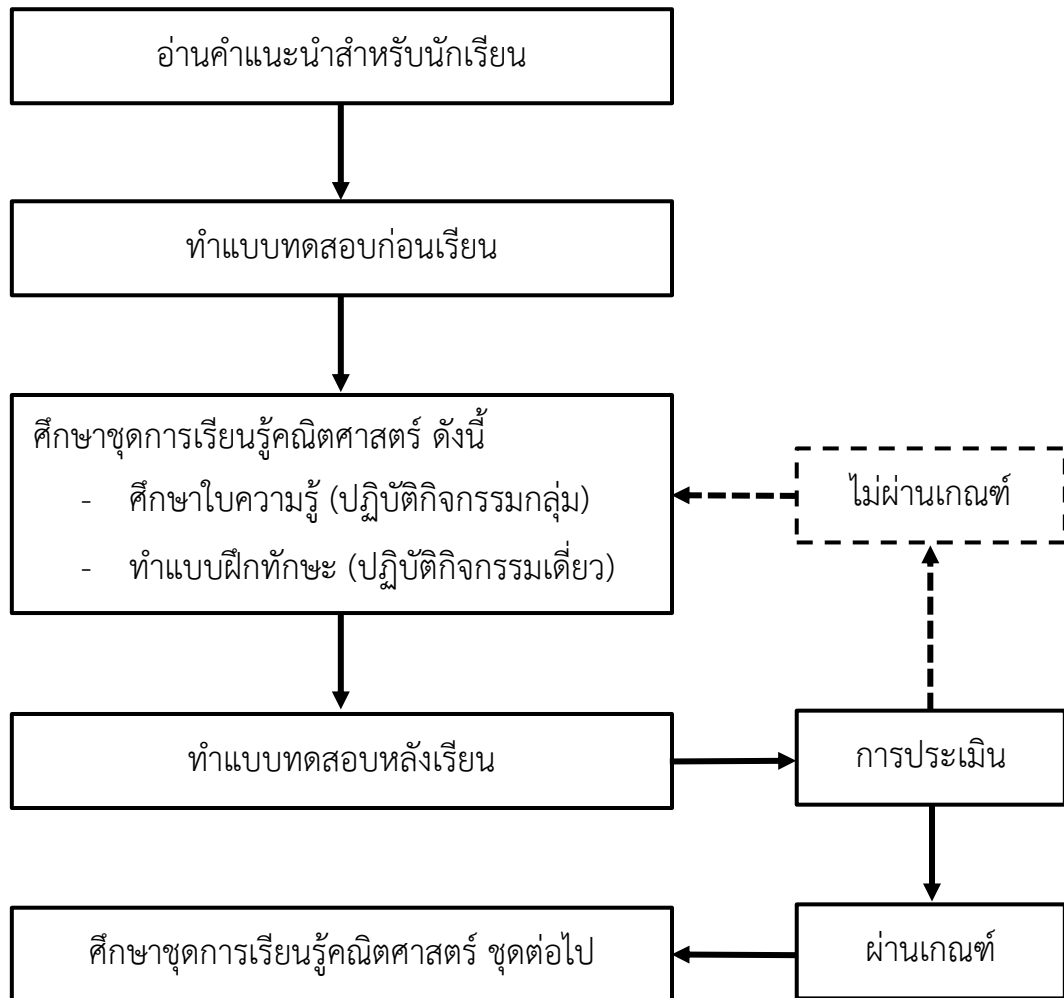 อ่านคำแนะนำสำหรับนักเรียน
ทำแบบทดสอบก่อนเรียน
ศึกษาชุดการเรียนรู้คณิตศาสตร์ ดังนี้
- ศึกษาใบความรู้ (ปฏิบัติกิจกรรมกลุ่ม)
- ทำแบบฝึกทักษะ (ปฏิบัติกิจกรรมเดี่ยว)
ไม่ผ่านเกณฑ์
ทำแบบทดสอบหลังเรียน
การประเมิน
ศึกษาชุดการเรียนรู้คณิตศาสตร์ ชุดต่อไป
ผ่านเกณฑ์